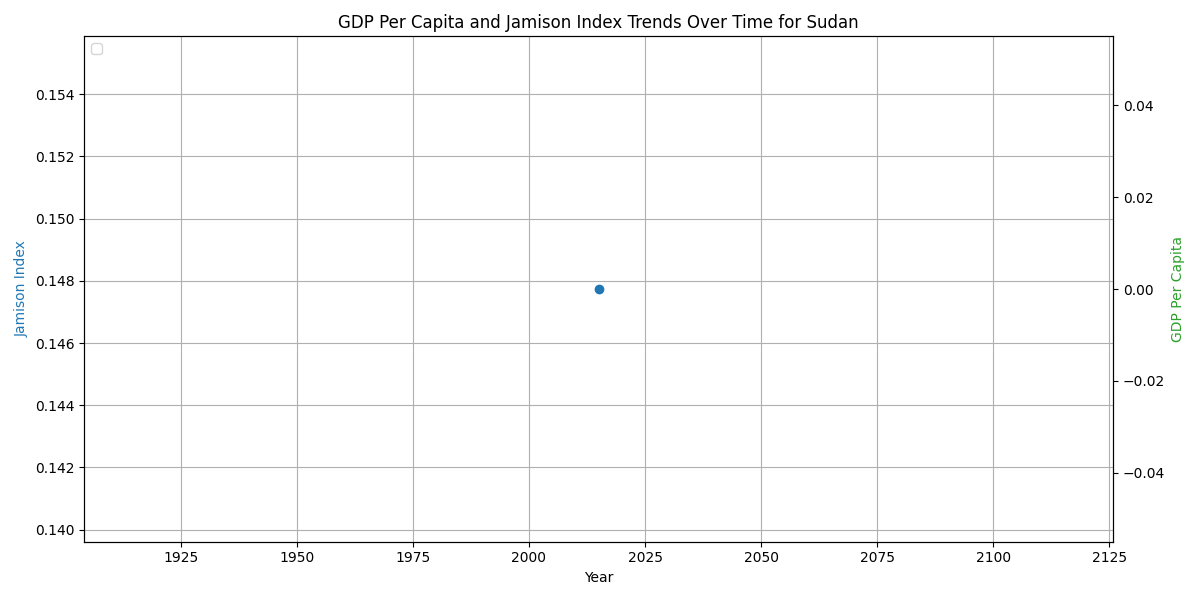 GDP Per Capita and Jamison Index Trends Over Time for Sudan
0.154
0.152
0.150
0.148
0.146
0.144
0.142
0.140
Jamison Index
0.04
0.02
0.00
−0.02
−0.04
GDP Per Capita
1925 1950 1975 2000 2025 2050 2075 2100 2125
Year